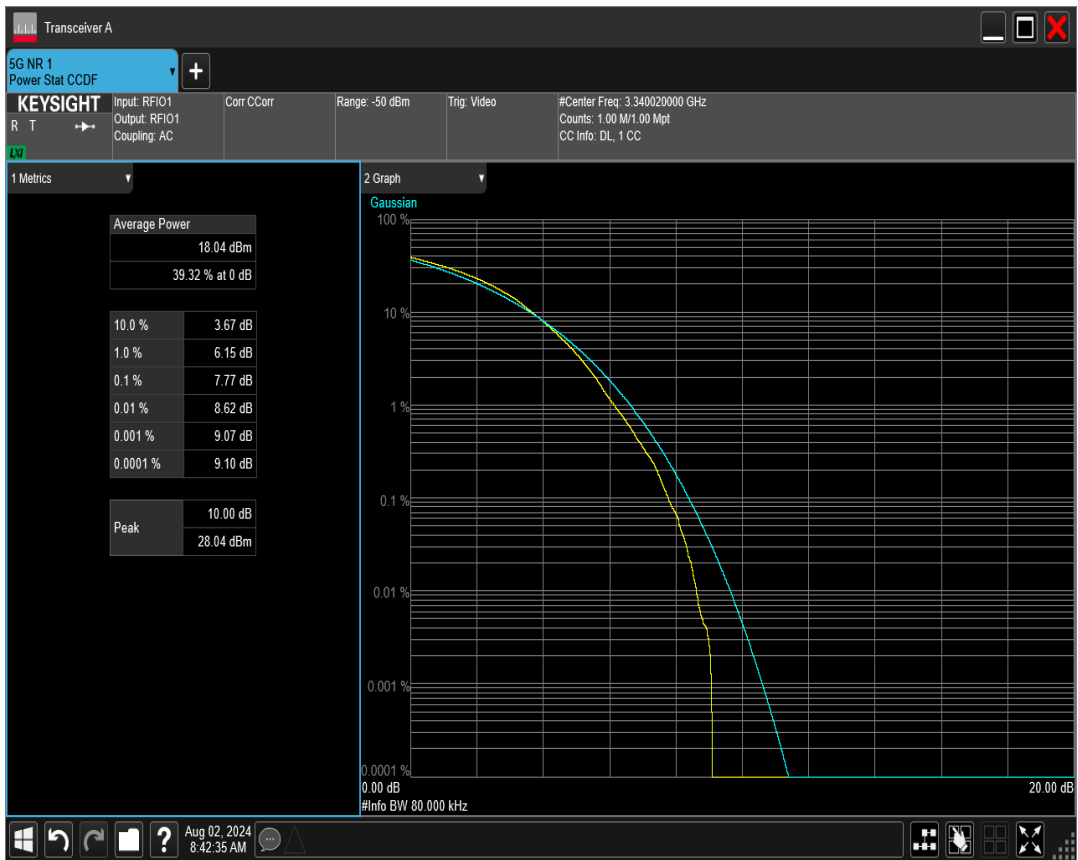 Transceiver A
5G NR 1
Power Stat CCDF
+
KEYSIGHT
R T
LXI
Input: RFIO1
Output: RFIO1
Coupling: AC
Corr CCorr
Range: -50 dBm
Trig: Video
#Center Freq: 3.340020000 GHz
Counts: 1.00 M/1.00 Mpt
CC Info: DL, 1 CC
1 Metrics
Average Power
18.04 dBm
39.32 % at 0 dB
10.0 % 3.67 dB
1.0 % 6.15 dB
0.1 % 7.77 dB
0.01 % 8.62 dB
0.001 % 9.07 dB
0.0001 % 9.10 dB
Peak
10.00 dB
28.04 dBm
2 Graph
Gaussian
100 %
10 %
1 %
0.1 %
0.01 %
0.001 %
0.0001 %
0.00 dB 20.00 dB
#Info BW 80.000 kHz
?
Aug 02, 2024
8:42:35 AM